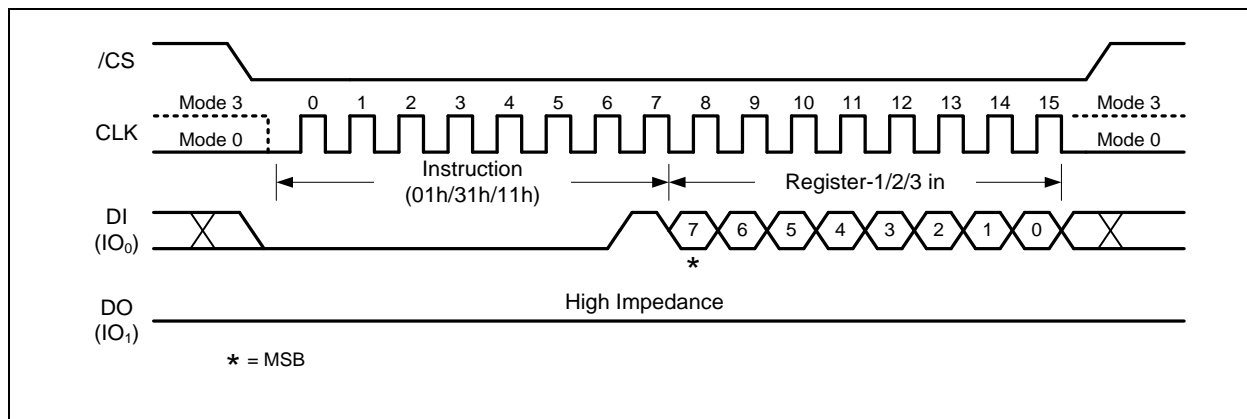 /CS
Mode 3 0 1 2 3 4 5 6 7 8 9 10 11 12 13 14 15 Mode 3
CLK
Mode 0 Mode 0
Instruction
(01h/31h/11h)
Register-1/2/3 in
DI
(IO₀)
7 6 5 4 3 2 1 0
*
High Impedance
DO
(IO₁)
* = MSB